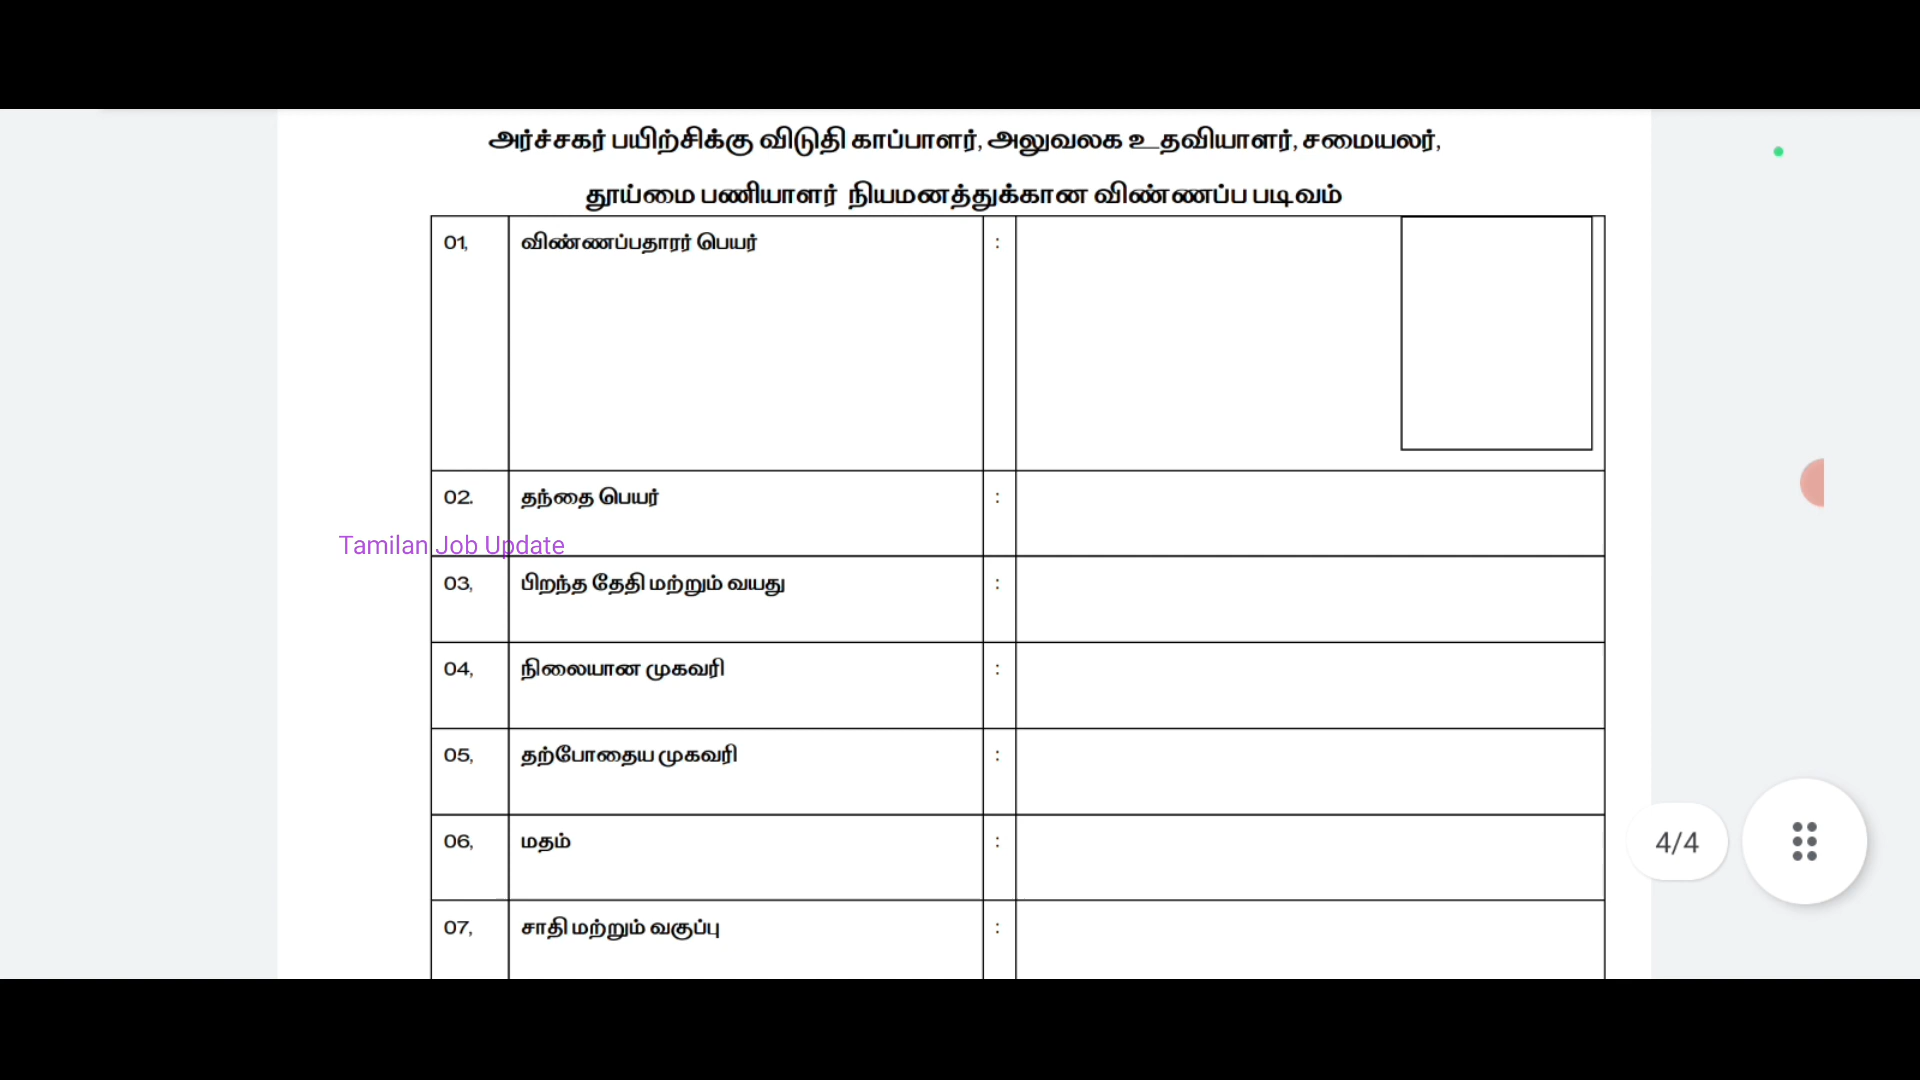 அர்ச்சகர் பயிற்சிக்கு விடுதி காப்பாளர், அலுவலக உதவியாளர், சமையலர்,
தூய்மை பணியாளர் நியமனத்துக்கான விண்ணப்ப படிவம்
01, விண்ணப்பதாரர் பெயர் :
02. தந்தை பெயர் :
Tamilan Job Update
03, பிறந்த தேதி மற்றும் வயது :
04, நிலையான முகவரி :
05, தற்போதைய முகவரி :
06, மதம் :
4/4
07, சாதி மற்றும் வகுப்பு :